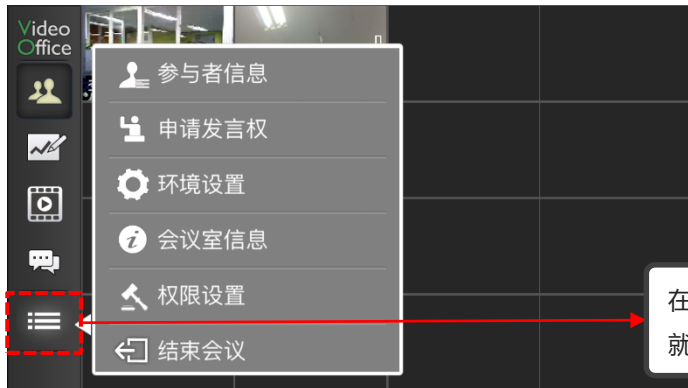 Video
Office
参与者信息
申请发言权
环境设置
会议室信息
权限设置
结束会议
在
就